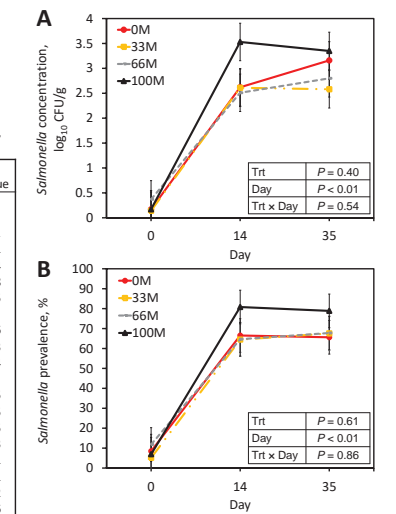 A
Salmonella concentration,
log10 CFU/g
4
3.5
3
2.5
2
1.5
1
0.5
0
0M
33M
66M
100M
Trt P = 0.40
Day P < 0.01
Trt × Day P = 0.54
0 14 35
Day
B
Salmonella prevalence, %
100
90
80
70
60
50
40
30
20
10
0
0M
33M
66M
100M
Trt P = 0.61
Day P < 0.01
Trt × Day P = 0.86
0 14 35
Day